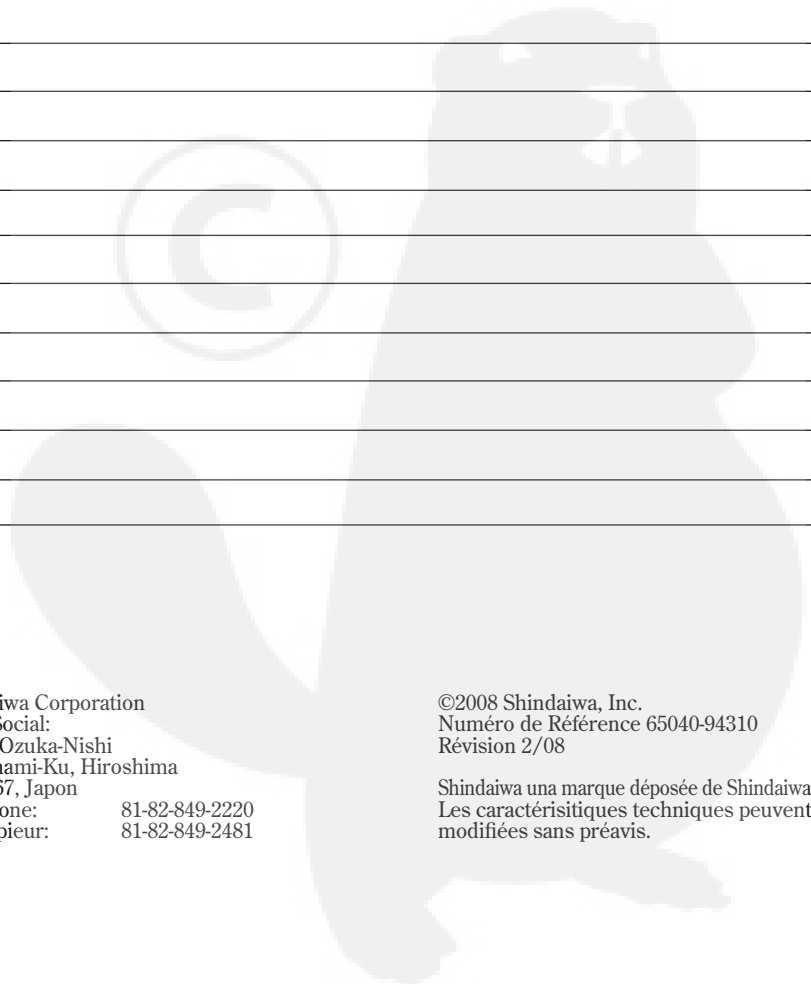 iwa Corporation
Social:
Ozuka-Nishi
nami-Ku, Hiroshima
67, Japon
one: 81-82-849-2220
pieur: 81-82-849-2481
©2008 Shindaiwa, Inc.
Numéro de Référence 65040-94310
Révision 2/08
Shindaiwa una marque déposée de Shindaiwa
Les caractérisitiques techniques peuvent
modifiées sans préavis.
©